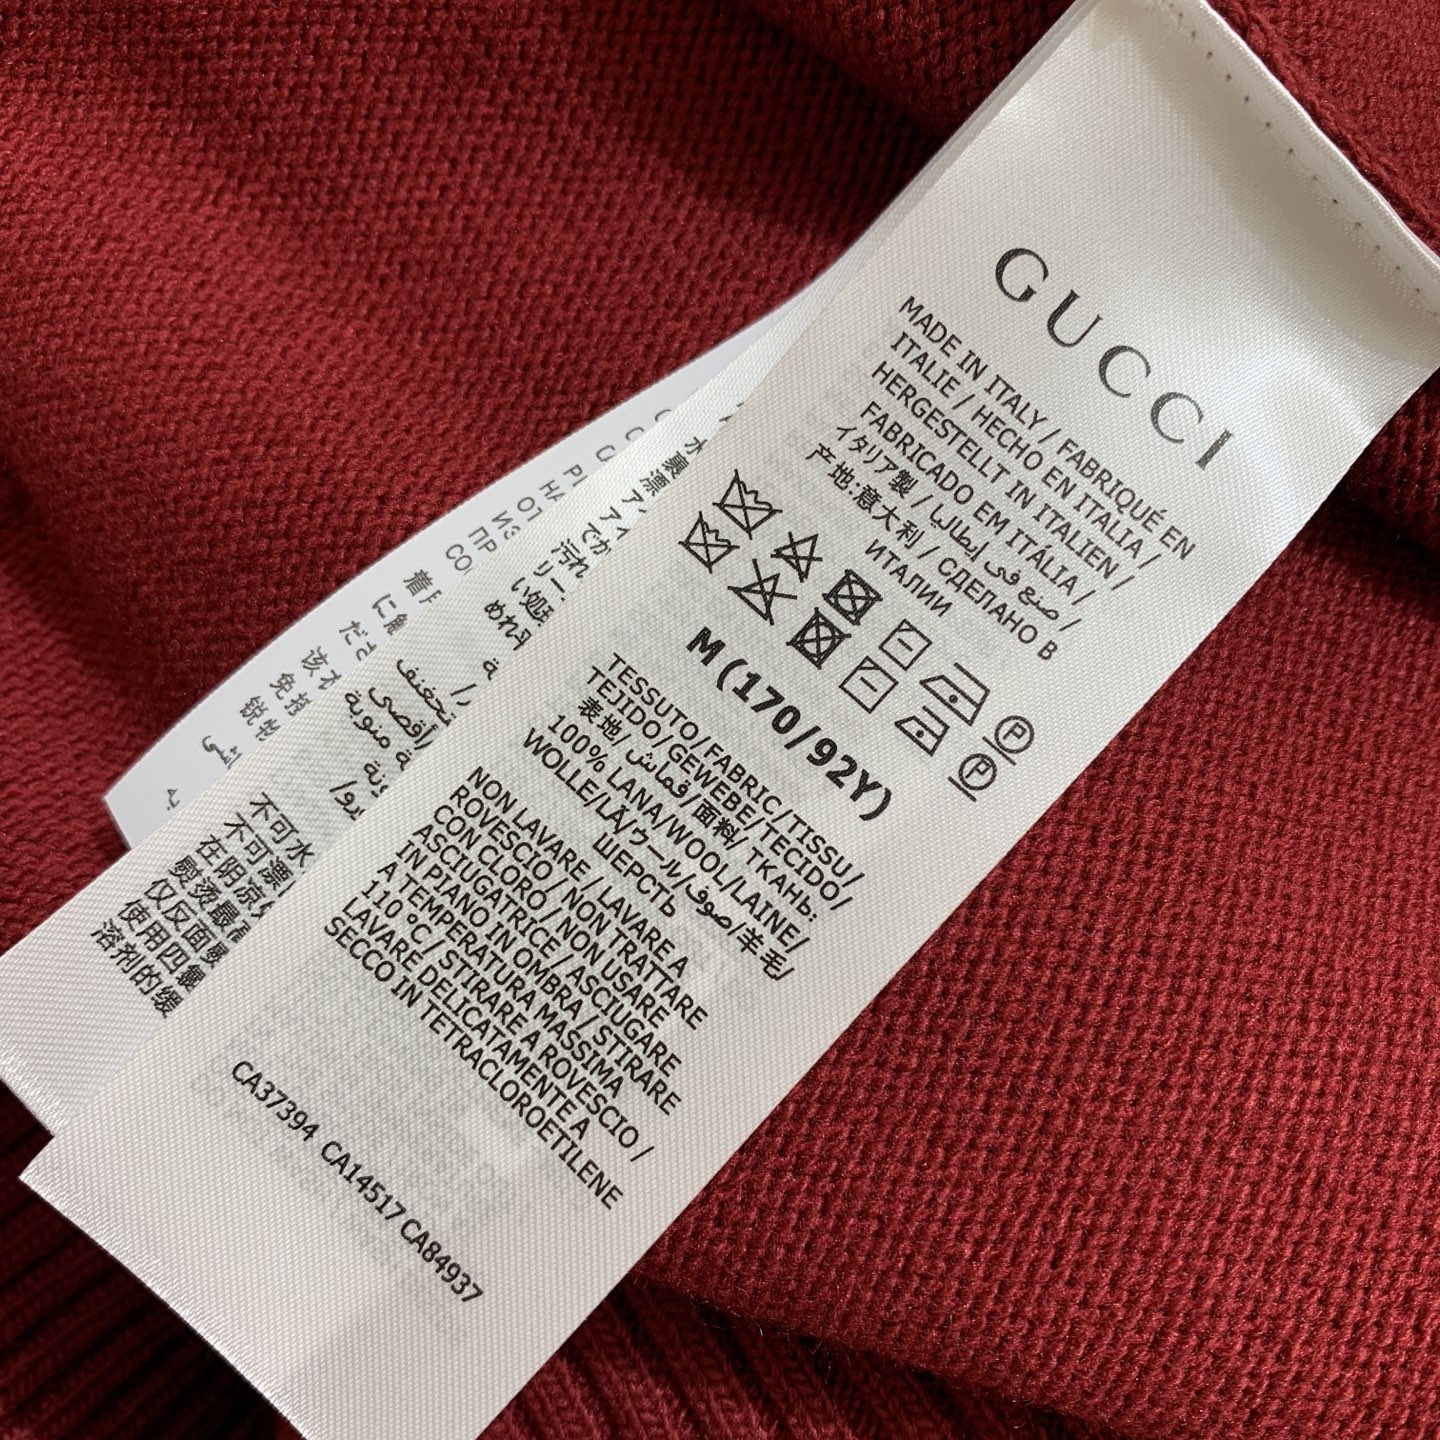 GUCCI
MADE IN ITALY / FABRIQUÉ EN
ITALIE / HECHO EN ITALIA /
HERGESTELLT IN ITALIEN /
FABRICADO EM ITÁLIA /
イタリア製 / صنع في إيطاليا /
产地:意大利 / СДЕЛАНО В
ИТАЛИИ
M(170/92Y)
TESSUTO/FABRIC/TISSU/
TEJIDO/GEWEBE/TECIDO/
表地/قماش/面料/ ТКАНЬ:
100% LANA/WOOL/LAINE/
WOLLE/LÃ/ウール/صوف/羊毛/
ШЕРСТЬ
NON LAVARE / LAVARE A
ROVESCIO / NON TRATTARE
CON CLORO / NON USARE
ASCIUGATRICE / ASCIUGARE
IN PIANO IN OMBRA / STIRARE
A TEMPERATURA MASSIMA
110 °C / STIRARE A ROVESCIO /
LAVARE DELICATAMENTE A
SECCO IN TETRACLOROETILENE
CA37394 CA14517 CA84937
不可水
不可漂
在阴凉
熨烫最
仅反面
使用四氯
溶剂的缓